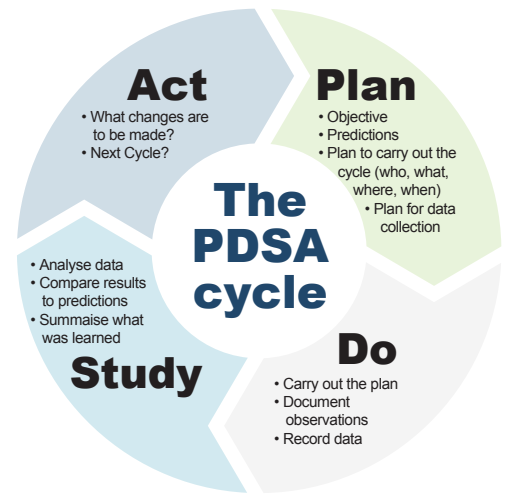 The
PDSA
cycle
Plan
• Objective
• Predictions
• Plan to carry out the
cycle (who, what,
where, when)
• Plan for data
collection
Do
• Carry out the plan
• Document
observations
• Record data
• Analyse data
• Compare results
to predictions
• Summaise what
was learned
Study
Act
• What changes are
to be made?
• Next Cycle?